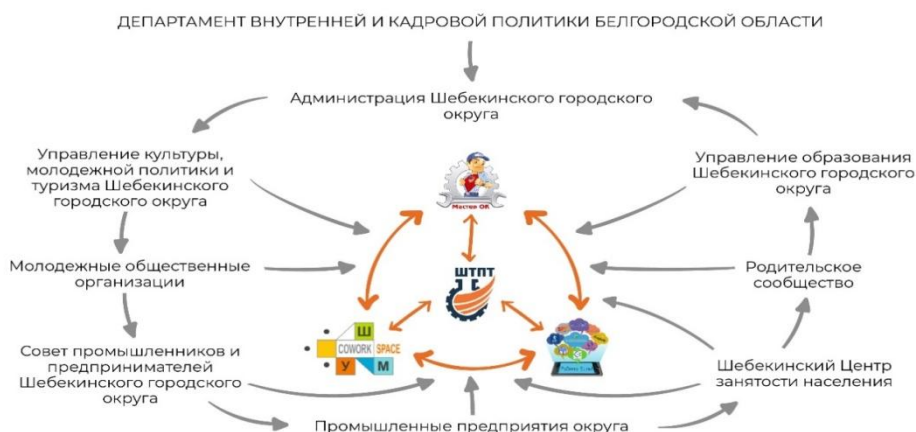 ДЕПАРТАМЕНТ ВНУТРЕННЕЙ И КАДРОВОЙ ПОЛИТИКИ БЕЛГОРОДСКОЙ ОБЛАСТИ
Администрация Шебекинского городского
округа
Управление культуры,
молодежной политики и
туризма Шебекинского
городского округа
Управление образования
Шебекинского городского
округа
Мастер ОК
Молодежные общественные
организации
ШТПТ
Родительское
сообщество
Ш
COWORK SPACE
У М
Совет промышленников и
предпринимателей
Шебекинского городского
округа
Шебекинский Центр
занятости населения
Промышленные предприятия округа